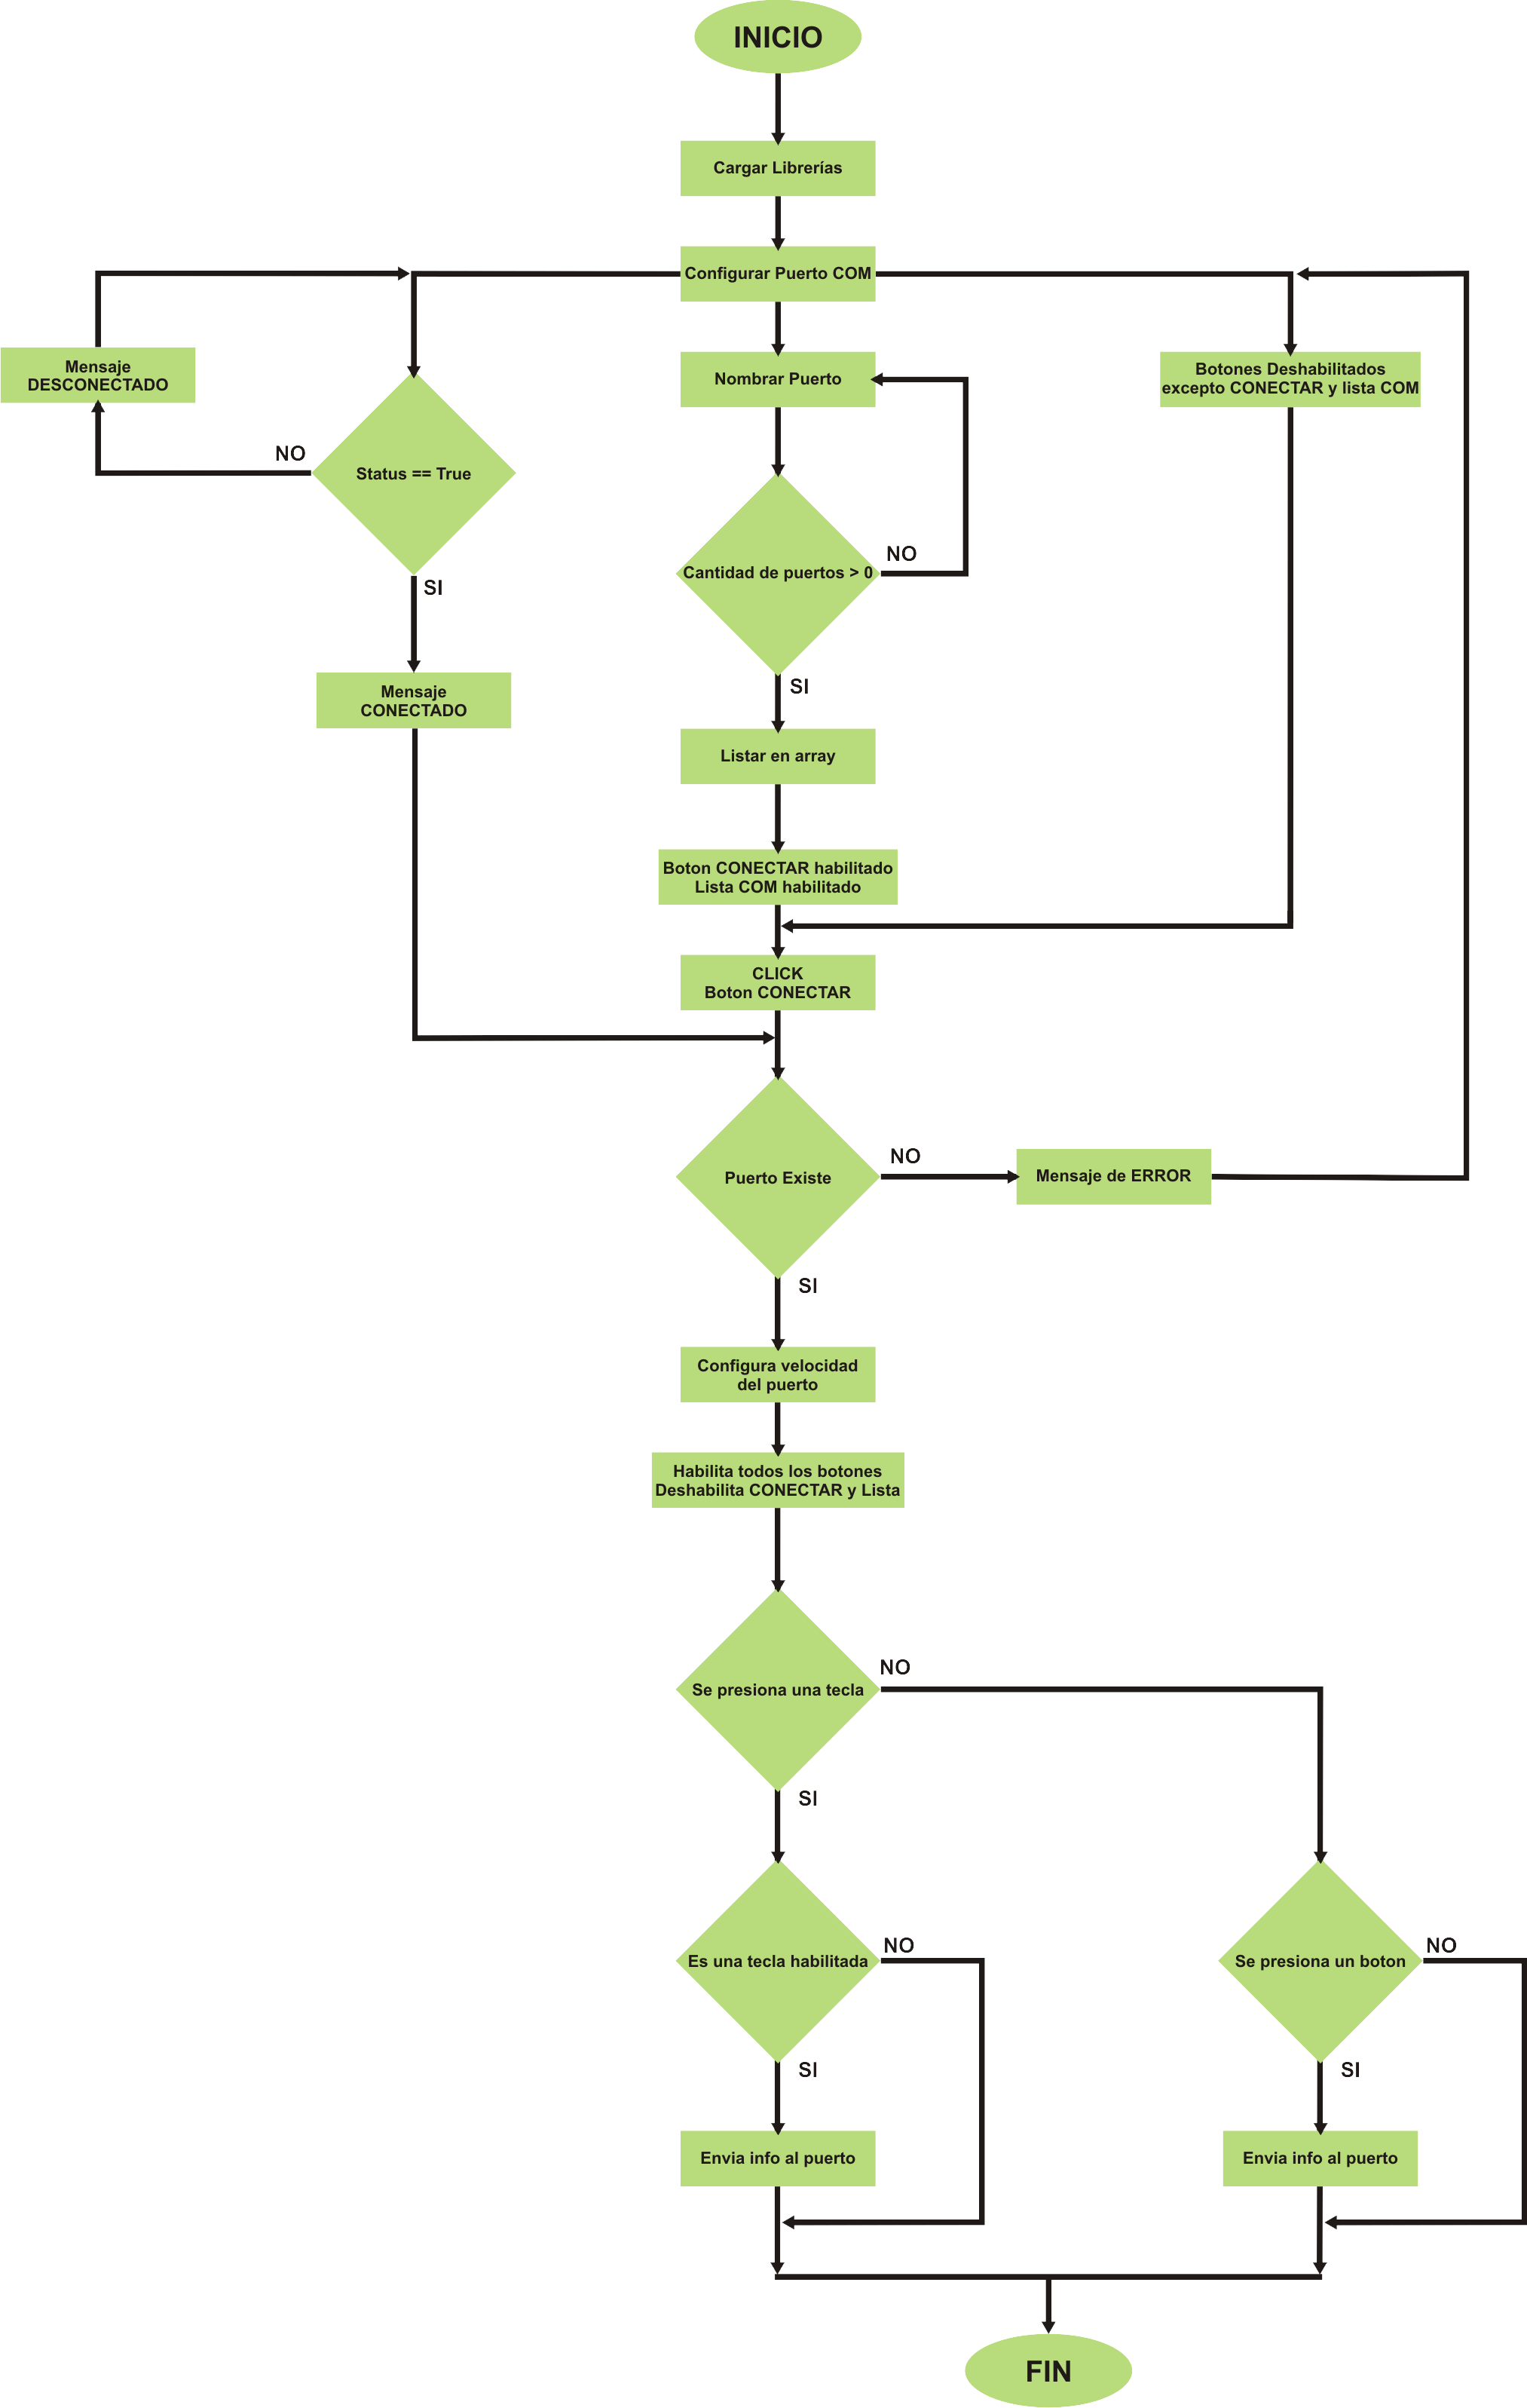 INICIO
Cargar Librerías
Configurar Puerto COM
Mensaje
DESCONECTADO
Nombrar Puerto
Botones Deshabilitados
excepto CONECTAR y lista COM
NO
Status == True
NO
Cantidad de puertos > 0
SI
SI
Mensaje
CONECTADO
Listar en array
Boton CONECTAR habilitado
Lista COM habilitado
CLICK
Boton CONECTAR
NO
Puerto Existe
Mensaje de ERROR
SI
Configura velocidad
del puerto
Habilita todos los botones
Deshabilita CONECTAR y Lista
NO
Se presiona una tecla
SI
NO
NO
Es una tecla habilitada
Se presiona un boton
SI
SI
Envia info al puerto
Envia info al puerto
FIN